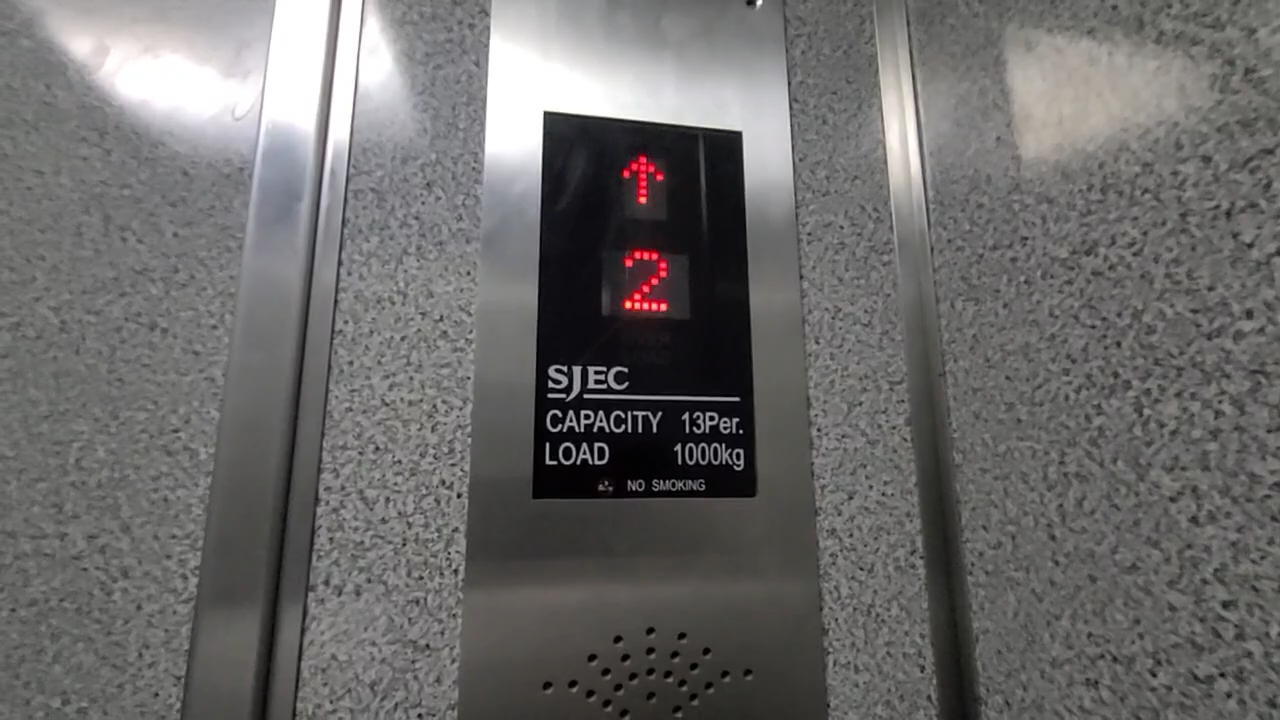 ↑
2
SJEC
CAPACITY 13Per.
LOAD 1000kg
NO SMOKING